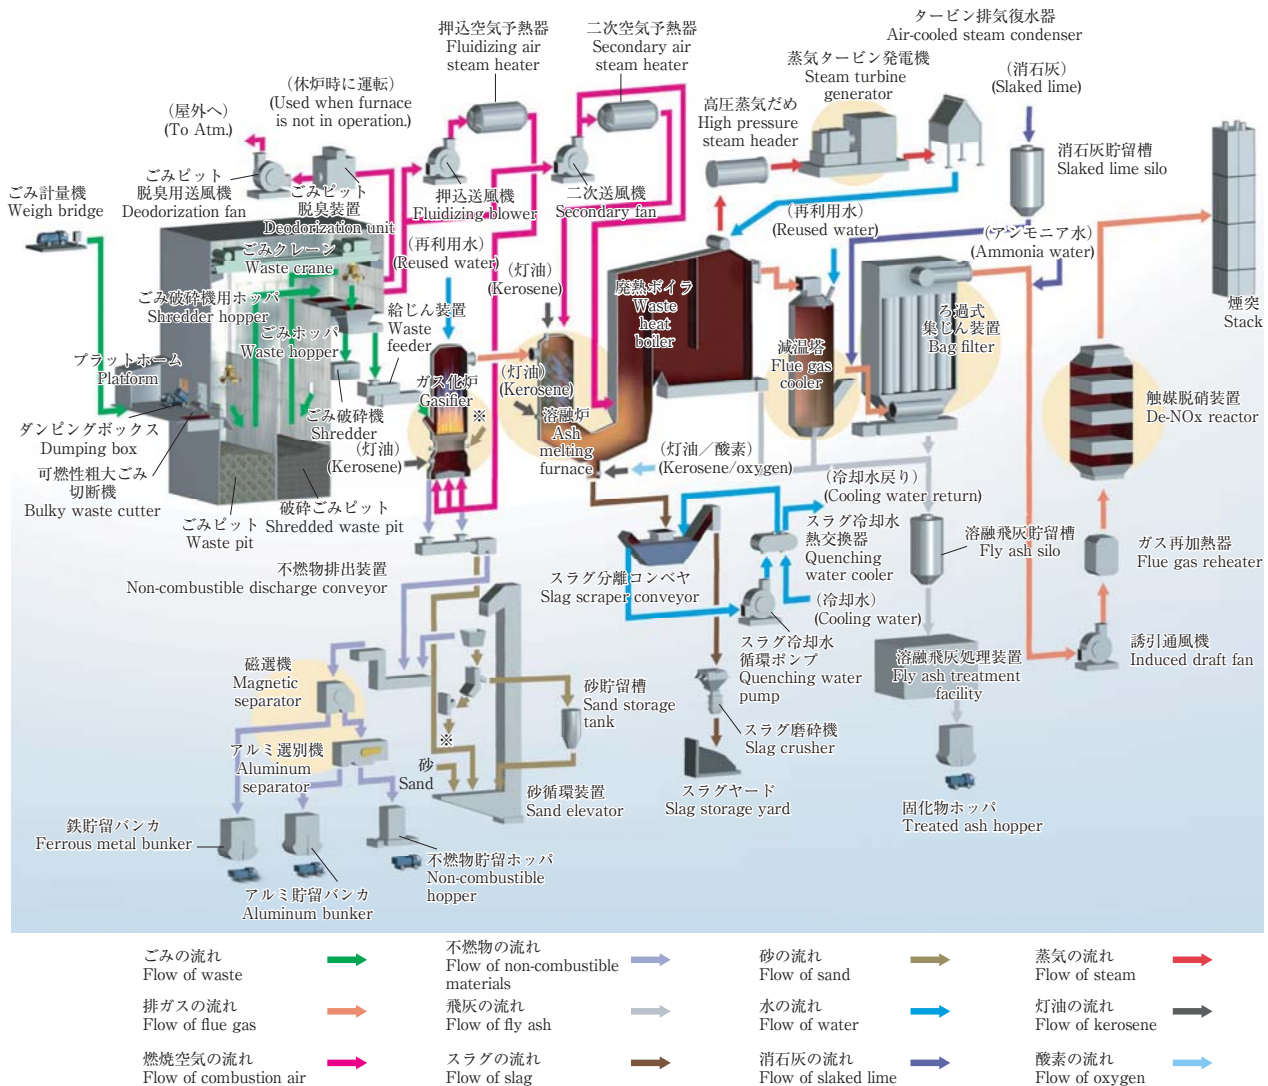 押込空気予熱器
Fluidizing air
steam heater
二次空気予熱器
Secondary air
steam heater
タービン排気復水器
Air-cooled steam condenser
蒸気タービン発電機
Steam turbine
generator
（消石灰）
(Slaked lime)
（休炉時に運転）
(Used when furnace
is not in operation.)
（屋外へ）
(To Atm.)
高圧蒸気だめ
High pressure
steam header
消石灰貯留槽
Slaked lime silo
ごみ計量機
Weigh bridge
ごみピット
脱臭用送風機
Deodorization fan
ごみピット
脱臭装置
Deodorization unit
押込送風機
Fluidizing blower
二次送風機
Secondary fan
（再利用水）
(Reused water)
（アンモニア水）
(Ammonia water)
ごみクレーン
Waste crane
（再利用水）
(Reused water)
（灯油）
(Kerosene)
ごみ破砕機用ホッパ
Shredder hopper
廃熱ボイラ
Waste
heat
boiler
煙突
Stack
給じん装置
Waste
feeder
ごみホッパ
Waste hopper
ろ過式
集じん装置
Bag filter
減温塔
Flue gas
cooler
プラットホーム
Platform
ガス化炉
Gasifier
（灯油）
(Kerosene)
※
触媒脱硝装置
De-NOx reactor
ごみ破砕機
Shredder
溶融炉
Ash
melting
furnace
ダンピングボックス
Dumping box
（灯油）
(Kerosene)
（灯油／酸素）
(Kerosene/oxygen)
可燃性粗大ごみ
切断機
Bulky waste cutter
（冷却水戻り）
(Cooling water return)
ごみピット
Waste pit
破砕ごみピット
Shredded waste pit
スラグ冷却水
熱交換器
Quenching
water cooler
溶融飛灰貯留槽
Fly ash silo
ガス再加熱器
Flue gas reheater
不燃物排出装置
Non-combustible discharge conveyor
スラグ分離コンベヤ
Slag scraper conveyor
（冷却水）
(Cooling water)
スラグ冷却水
循環ポンプ
Quenching water
pump
誘引通風機
Induced draft fan
溶融飛灰処理装置
Fly ash treatment
facility
磁選機
Magnetic
separator
砂貯留槽
Sand storage
tank
※
スラグ磨砕機
Slag crusher
アルミ選別機
Aluminum
separator
砂
Sand
砂循環装置
Sand elevator
スラグヤード
Slag storage yard
固化物ホッパ
Treated ash hopper
鉄貯留バンカ
Ferrous metal bunker
不燃物貯留ホッパ
Non-combustible
hopper
アルミ貯留バンカ
Aluminum bunker
ごみの流れ
Flow of waste
不燃物の流れ
Flow of non-combustible
materials
砂の流れ
Flow of sand
蒸気の流れ
Flow of steam
排ガスの流れ
Flow of flue gas
飛灰の流れ
Flow of fly ash
水の流れ
Flow of water
灯油の流れ
Flow of kerosene
燃焼空気の流れ
Flow of combustion air
スラグの流れ
Flow of slag
消石灰の流れ
Flow of slaked lime
酸素の流れ
Flow of oxygen